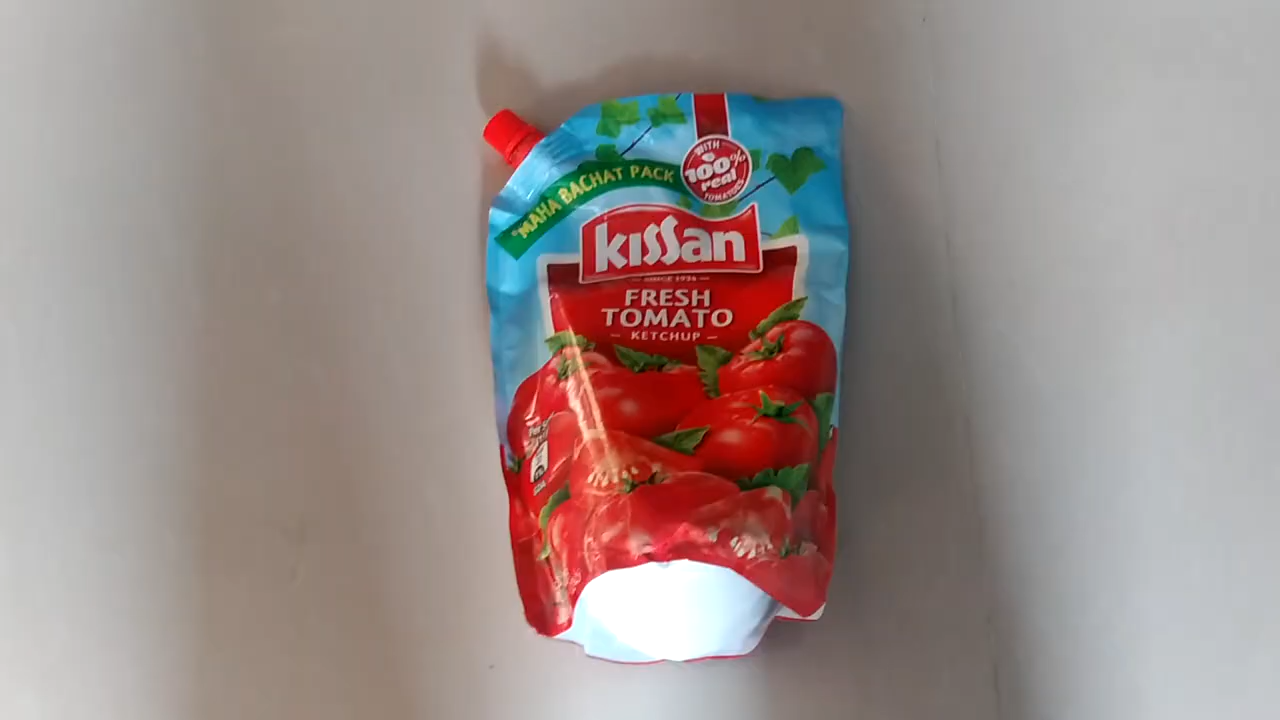 WITH
100%
real
TOMATOES
*MAHA BACHAT PACK
kissan
SINCE 1934
FRESH
TOMATO
KETCHUP